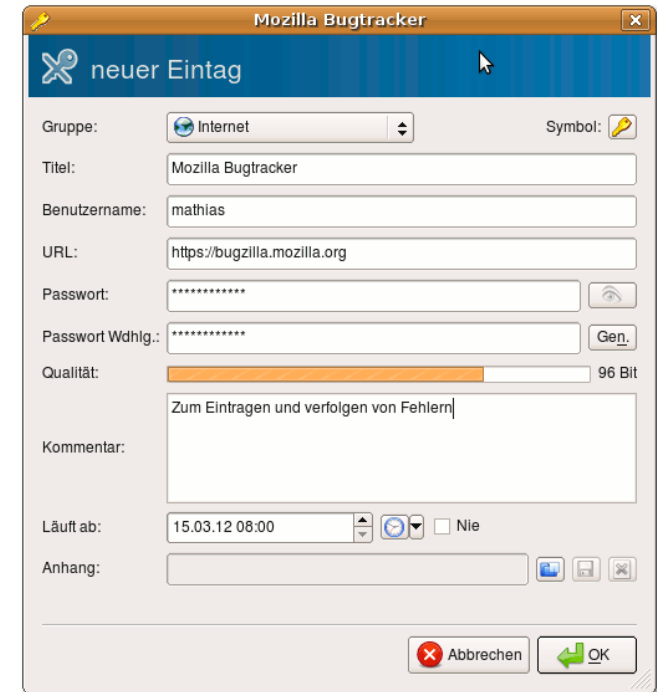 Mozilla Bugtracker
neuer Eintag
Gruppe: Internet Symbol:
Titel: Mozilla Bugtracker
Benutzername: mathias
URL: https://bugzilla.mozilla.org
Passwort: ************
Passwort Wdhlg.: ************ Gen.
Qualität: 96 Bit
Zum Eintragen und verfolgen von Fehlern
Kommentar:
Läuft ab: 15.03.12 08:00 Nie
Anhang:
Abbrechen OK